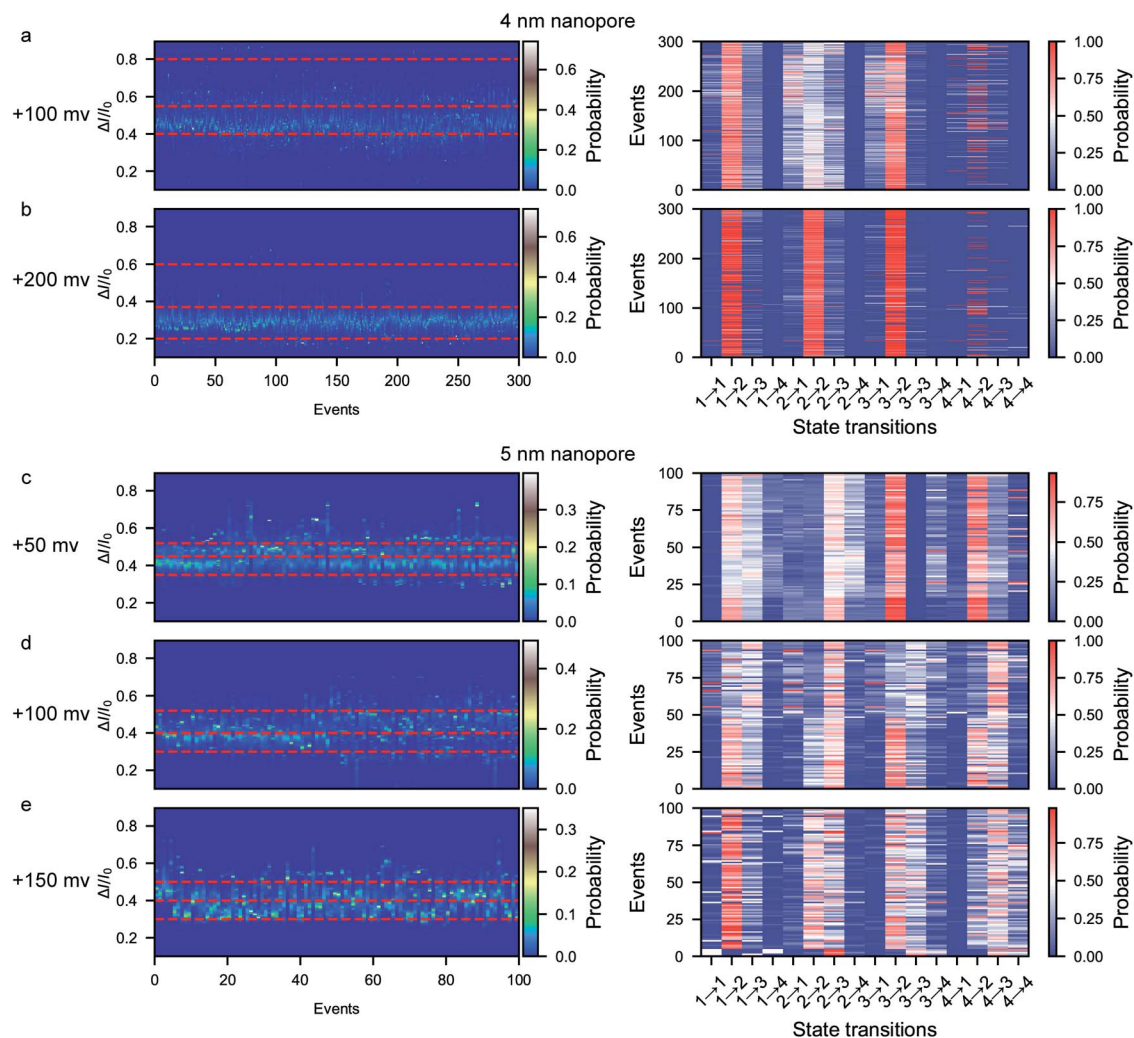 4 nm nanopore
a
+100 mv
ΔI/I0
0.8
0.6
0.4
0.2
0.6
0.4
0.2
0.0
Probability
Events
300
200
100
0
1.00
0.75
0.50
0.25
0.00
Probability
b
+200 mv
ΔI/I0
0.8
0.6
0.4
0.2
0 50 100 150 200 250 300
Events
0.6
0.4
0.2
0.0
Probability
Events
300
200
100
0
1→1 1→2 1→3 1→4 2→1 2→2 2→3 2→4 3→1 3→2 3→3 3→4 4→1 4→2 4→3 4→4
State transitions
1.00
0.75
0.50
0.25
0.00
Probability
5 nm nanopore
c
+50 mv
ΔI/I0
0.8
0.6
0.4
0.2
0.3
0.2
0.1
0.0
Probability
Events
100
75
50
25
0
0.75
0.50
0.25
0.00
Probability
d
+100 mv
ΔI/I0
0.8
0.6
0.4
0.2
0.4
0.2
0.0
Probability
Events
100
75
50
25
0
1.00
0.75
0.50
0.25
0.00
Probability
e
+150 mv
ΔI/I0
0.8
0.6
0.4
0.2
0 20 40 60 80 100
Events
0.3
0.2
0.1
0.0
Probability
Events
100
75
50
25
0
1→1 1→2 1→3 1→4 2→1 2→2 2→3 2→4 3→1 3→2 3→3 3→4 4→1 4→2 4→3 4→4
State transitions
0.75
0.50
0.25
0.00
Probability